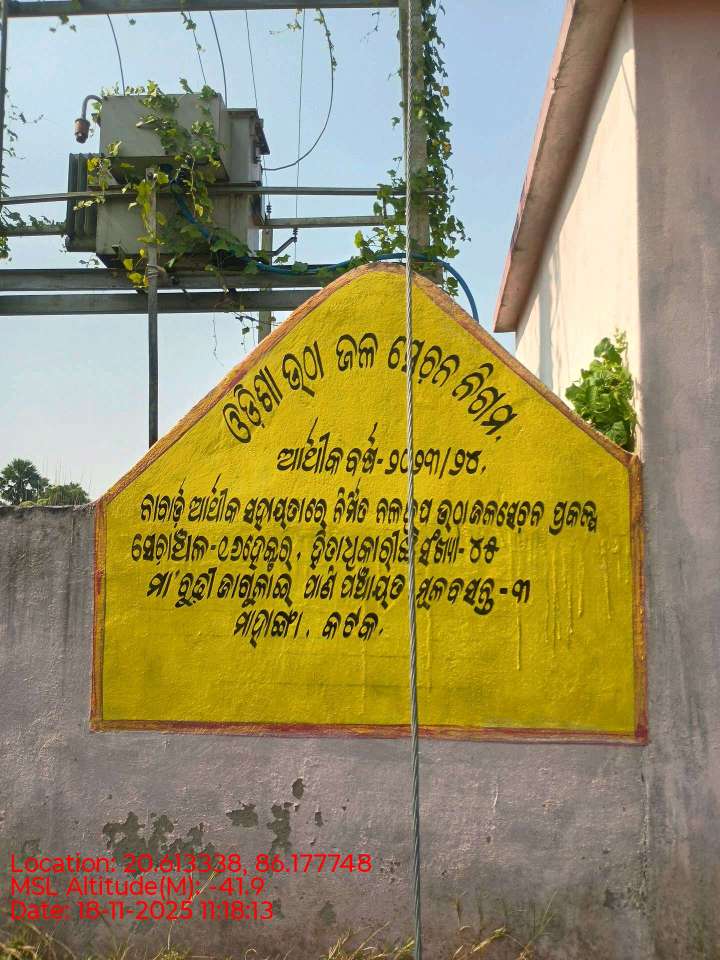 ଓଡ଼ିଶା ଉଠା ଜଳ ସେଚନ ନିଗମ.
ଆର୍ଥୀକ ବର୍ଷ - ୨୦୨୩/୨୪.
ନାବାର୍ଡ଼ ଆର୍ଥୀକ ସହାୟତାରେ ନିର୍ମିତ ନଳକୂପ ଉଠାଜଳସେଚନ ପ୍ରକଳ୍ପ
ସେଚାଞ୍ଚଳ - ୧୬ହେକ୍ଟର, ହିତାଧିକାରୀଙ୍କ ସଂଖ୍ୟା - ୪୫
ମା' ବୁଢୀ ଜାଗୁଳାଇ ପାଣି ପଞ୍ଚାୟତ ମୂଳବସନ୍ତ - ୩
ମାହାଙ୍ଗା, କଟକ.
Location: 20.613338, 86.177748
MSL Altitude(M): -41.9
Date: 18-11-2025 11:18:13